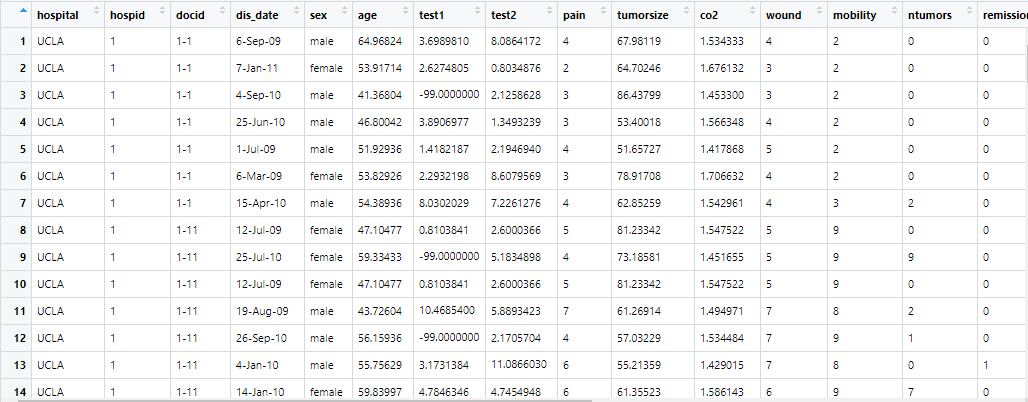 hospital hospid docid dis_date sex age test1 test2 pain tumorsize co2 wound mobility ntumors remission
1 UCLA 1 1-1 6-Sep-09 male 64.96824 3.6989810 8.0864172 4 67.98119 1.534333 4 2 0 0
2 UCLA 1 1-1 7-Jan-11 female 53.91714 2.6274805 0.8034876 2 64.70246 1.676132 3 2 0 0
3 UCLA 1 1-1 4-Sep-10 male 41.36804 -99.0000000 2.1258628 3 86.43799 1.453300 3 2 0 0
4 UCLA 1 1-1 25-Jun-10 male 46.80042 3.8906977 1.3493239 3 53.40018 1.566348 4 2 0 0
5 UCLA 1 1-1 1-Jul-09 male 51.92936 1.4182187 2.1946940 4 51.65727 1.417868 5 2 0 0
6 UCLA 1 1-1 6-Mar-09 female 53.82926 2.2932198 8.6079569 3 78.91708 1.706632 4 2 0 0
7 UCLA 1 1-1 15-Apr-10 male 54.38936 8.0302029 7.2261276 4 62.85259 1.542961 4 3 2 0
8 UCLA 1 1-11 12-Jul-09 female 47.10477 0.8103841 2.6000366 5 81.23342 1.547522 5 9 0 0
9 UCLA 1 1-11 25-Jul-10 male 59.33433 -99.0000000 5.1834898 4 73.18581 1.451655 5 9 9 0
10 UCLA 1 1-11 12-Jul-09 female 47.10477 0.8103841 2.6000366 5 81.23342 1.547522 5 9 0 0
11 UCLA 1 1-11 19-Aug-09 male 43.72604 10.4685400 5.8893423 7 61.26914 1.494971 7 8 2 0
12 UCLA 1 1-11 26-Sep-10 male 56.15936 -99.0000000 2.1705704 4 57.03229 1.534484 7 9 1 0
13 UCLA 1 1-11 4-Jan-10 male 55.75629 3.1731384 11.0866030 6 55.21359 1.429015 7 8 0 1
14 UCLA 1 1-11 14-Jan-10 female 59.83997 4.7846346 4.7454948 6 61.35523 1.586143 6 9 7 0